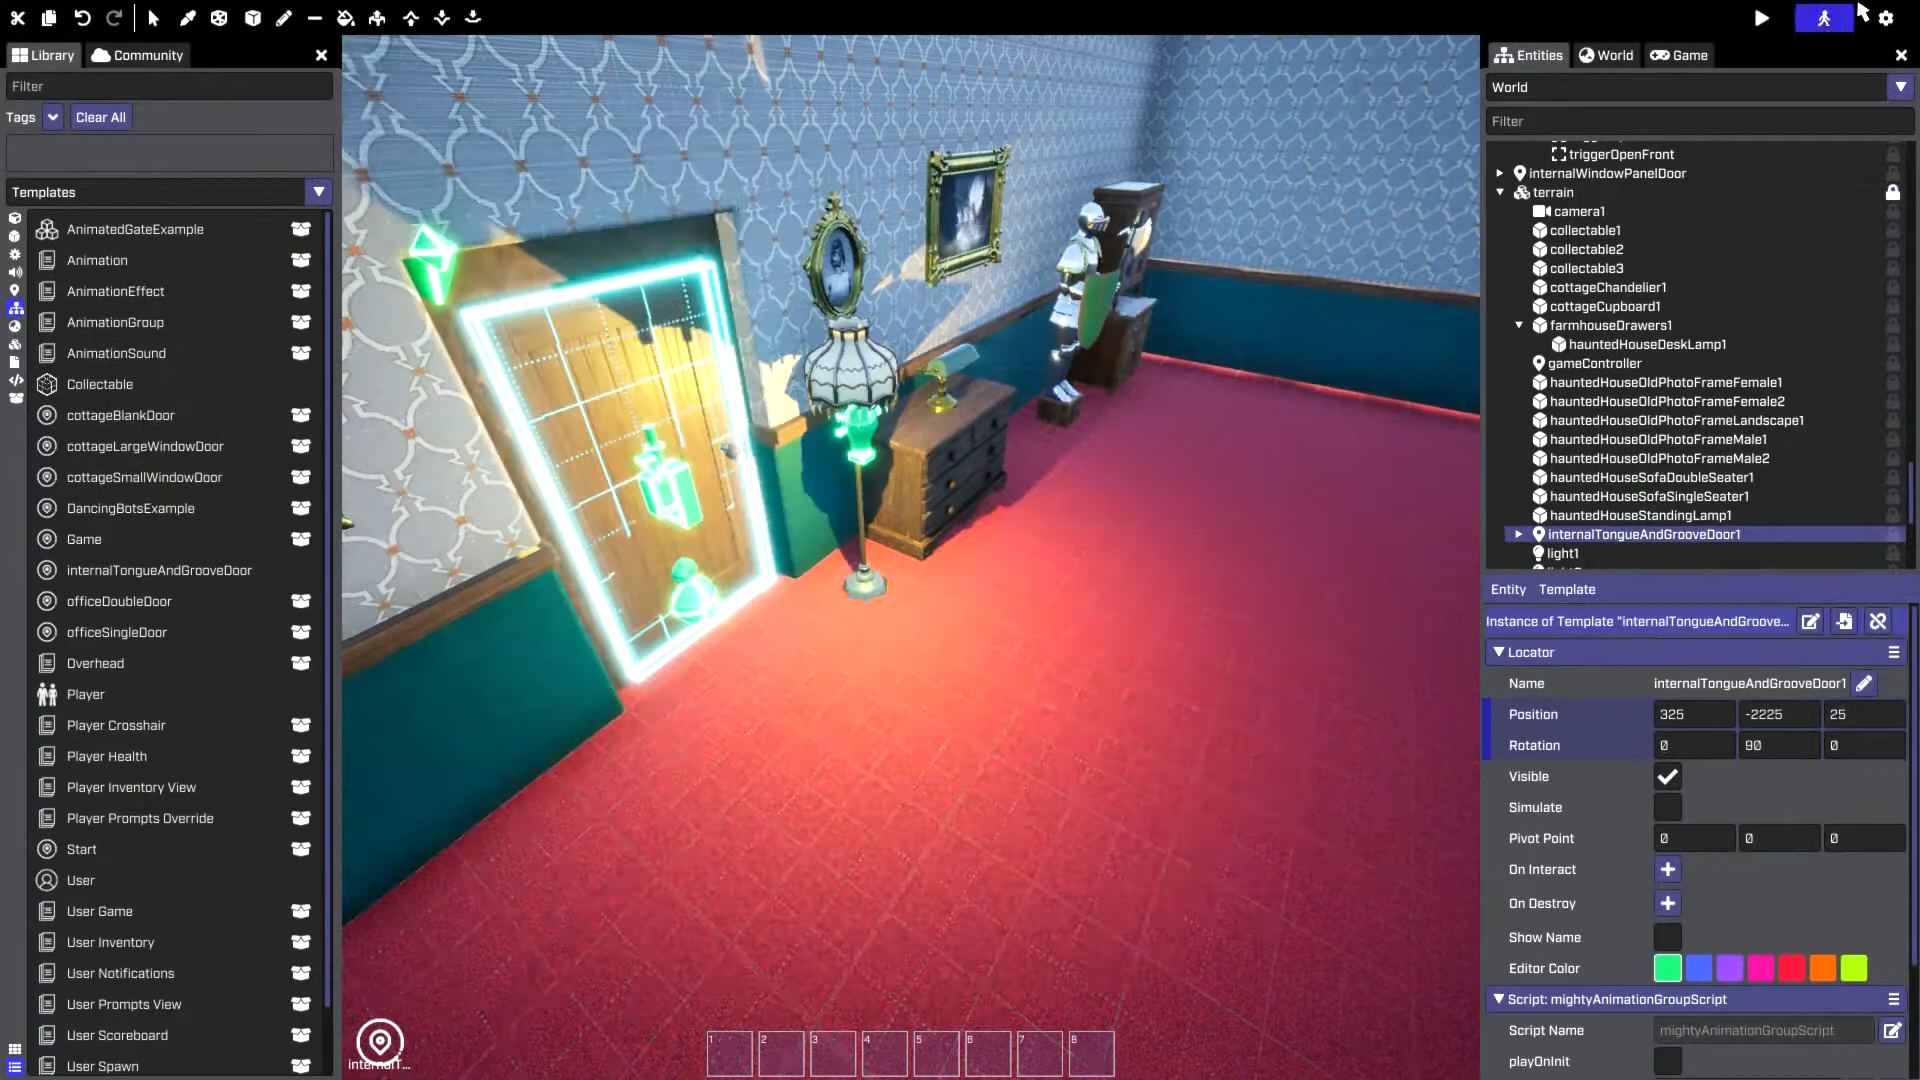 Library
Community
Filter
Tags
Clear All
Templates
AnimatedGateExample
Animation
AnimationEffect
AnimationGroup
AnimationSound
Collectable
cottageBlankDoor
cottageLargeWindowDoor
cottageSmallWindowDoor
DancingBotsExample
Game
internalTongueAndGrooveDoor
officeDoubleDoor
officeSingleDoor
Overhead
Player
Player Crosshair
Player Health
Player Inventory View
Player Prompts Override
Start
User
User Game
User Inventory
User Notifications
User Prompts View
User Scoreboard
User Spawn
internalT...
1 2 3 4 5 6 7 8
Entities
World
Game
World
Filter
triggerOpenFront
internalWindowPanelDoor
terrain
camera1
collectable1
collectable2
collectable3
cottageChandelier1
cottageCupboard1
farmhouseDrawers1
hauntedHouseDeskLamp1
gameController
hauntedHouseOldPhotoFrameFemale1
hauntedHouseOldPhotoFrameFemale2
hauntedHouseOldPhotoFrameLandscape1
hauntedHouseOldPhotoFrameMale1
hauntedHouseOldPhotoFrameMale2
hauntedHouseSofaDoubleSeater1
hauntedHouseSofaSingleSeater1
hauntedHouseStandingLamp1
internalTongueAndGrooveDoor1
light1
Entity Template
Instance of Template "internalTongueAndGroove...
Locator
Name internalTongueAndGrooveDoor1
Position 325 -2225 25
Rotation 0 90 0
Visible
Simulate
Pivot Point 0 0 0
On Interact
On Destroy
Show Name
Editor Color
Script: mightyAnimationGroupScript
Script Name mightyAnimationGroupScript
playOnInit